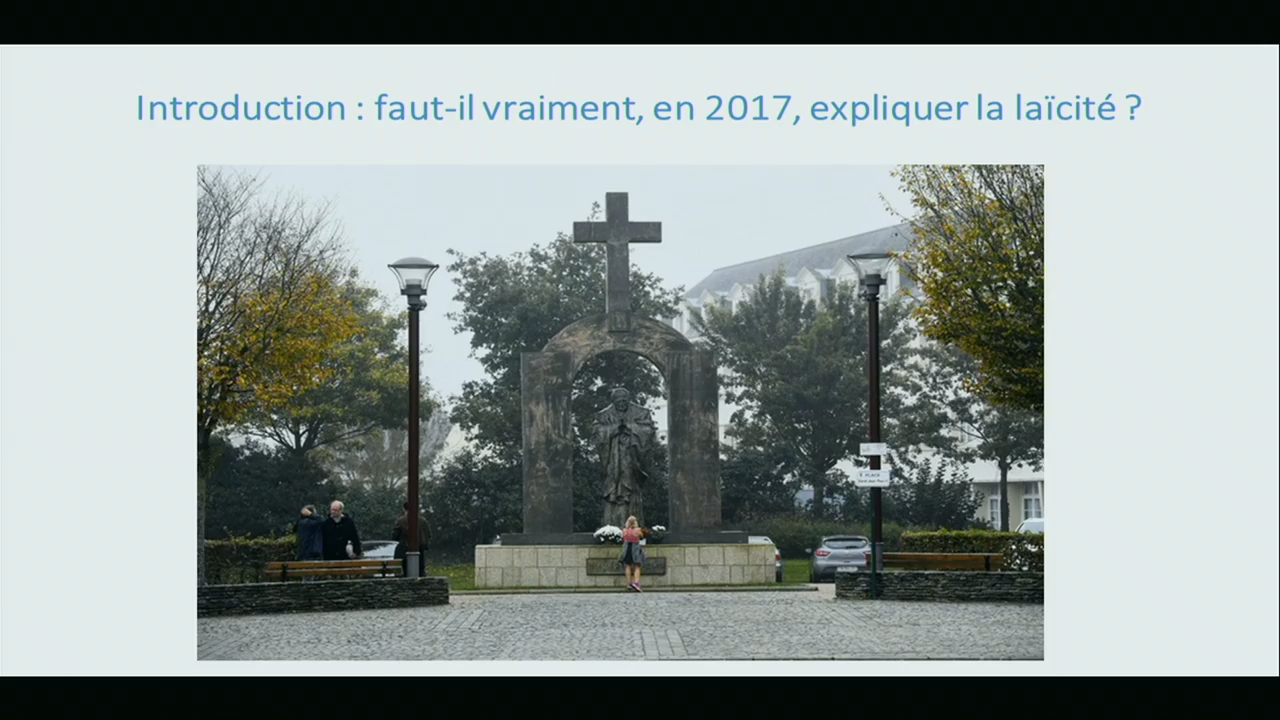 Introduction : faut-il vraiment, en 2017, expliquer la laïcité ?